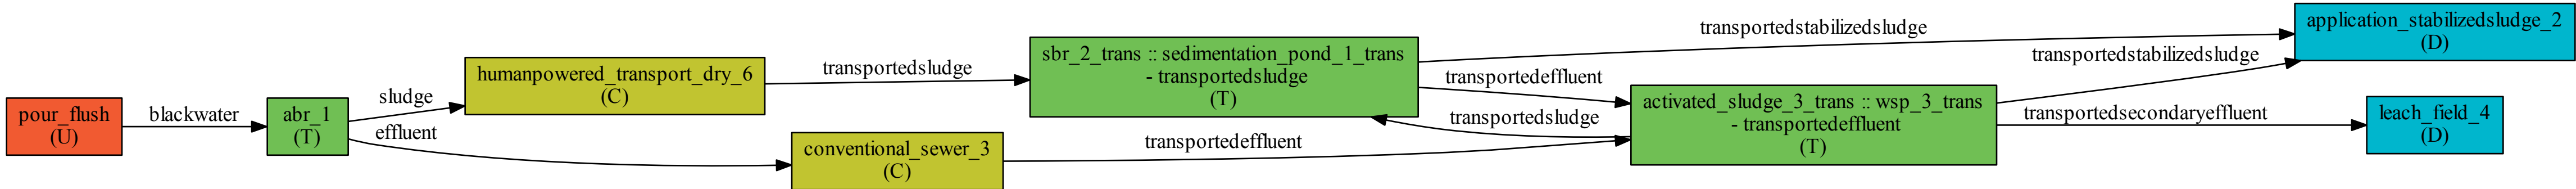 pour_flush
(U)
blackwater
abr_1
(T)
sludge
effluent
humanpowered_transport_dry_6
(C)
conventional_sewer_3
(C)
transportedsludge
transportedeffluent
sbr_2_trans :: sedimentation_pond_1_trans
- transportedsludge
(T)
transportedstabilizedsludge
transportedeffluent
transportedsludge
activated_sludge_3_trans :: wsp_3_trans
- transportedeffluent
(T)
transportedstabilizedsludge
transportedsecondaryeffluent
application_stabilizedsludge_2
(D)
leach_field_4
(D)